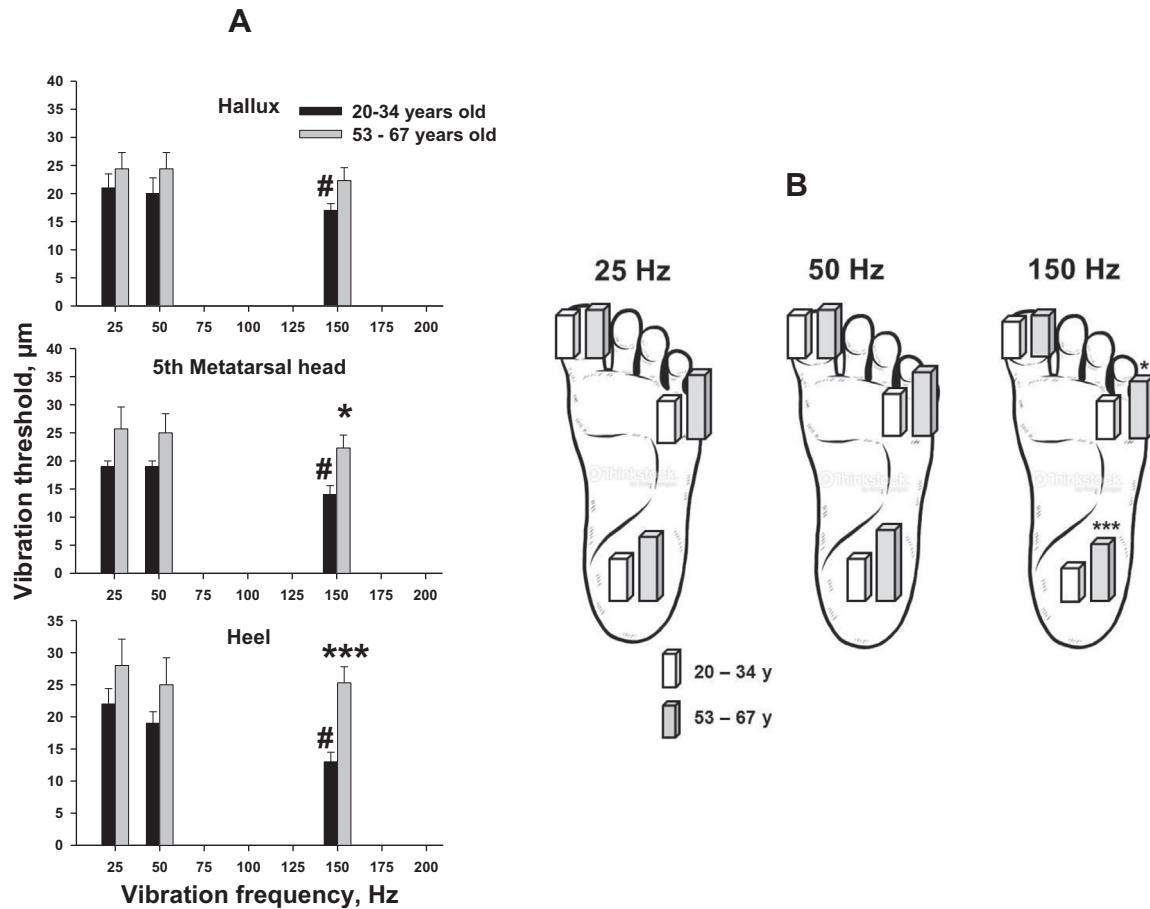 A
Vibration threshold, µm
40
35
30
25
20
15
10
5
0
Hallux
20-34 years old
53 - 67 years old
#
25 50 75 100 125 150 175 200
40
35
30
25
20
15
10
5
0
5th Metatarsal head
*
#
25 50 75 100 125 150 175 200
35
30
25
20
15
10
5
0
Heel
***
#
25 50 75 100 125 150 175 200
Vibration frequency, Hz
B
25 Hz
50 Hz
150 Hz
*
Thinkstock
Thinkstock
Thinkstock
***
20 – 34 y
53 – 67 y